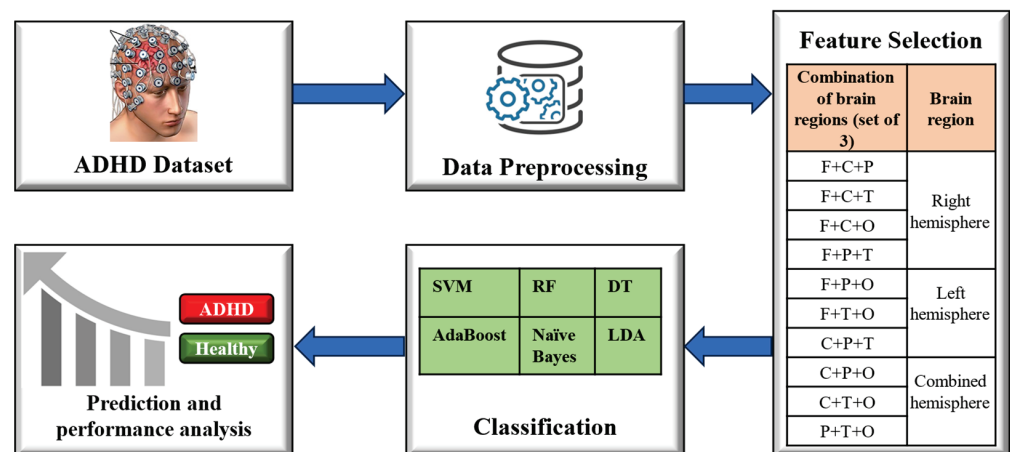 ADHD Dataset
Data Preprocessing
Feature Selection
Combination
of brain
regions (set of
3)
Brain
region
F+C+P
F+C+T
F+C+O
F+P+T
Right
hemisphere
F+P+O
F+T+O
C+P+T
Left
hemisphere
C+P+O
C+T+O
P+T+O
Combined
hemisphere
SVM
RF
DT
AdaBoost
Naïve
Bayes
LDA
Classification
ADHD
Healthy
Prediction and
performance analysis